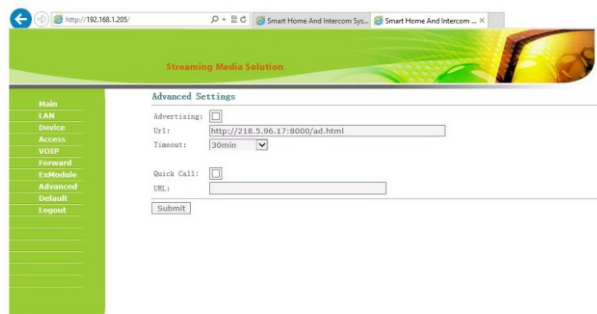 http://192.168.1.205/
Smart Home And Intercom Sys...
Smart Home And Intercom ...
Streaming Media Solution
Main
LAN
Device
Access
VOIP
Forward
ExModule
Advanced
Default
Logout
Advanced Settings
Advertising:
Url: http://218.5.96.17:8000/ad.html
Timeout: 30min
Quick Call:
URL:
Submit